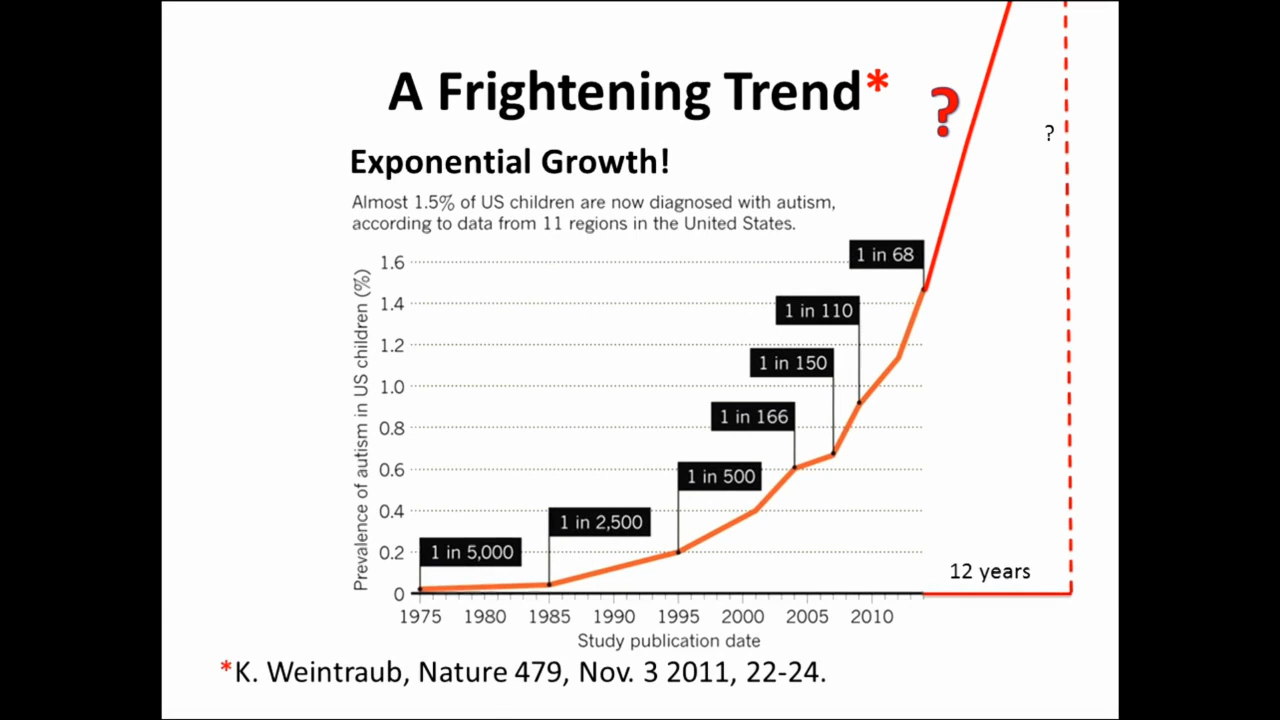 A Frightening Trend*
?
?
Exponential Growth!
Almost 1.5% of US children are now diagnosed with autism,
according to data from 11 regions in the United States.
Prevalence of autism in US children (%)
1.6
1.4
1.2
1.0
0.8
0.6
0.4
0.2
0
1 in 68
1 in 110
1 in 150
1 in 166
1 in 500
1 in 2,500
1 in 5,000
12 years
1975 1980 1985 1990 1995 2000 2005 2010
Study publication date
*K. Weintraub, Nature 479, Nov. 3 2011, 22-24.